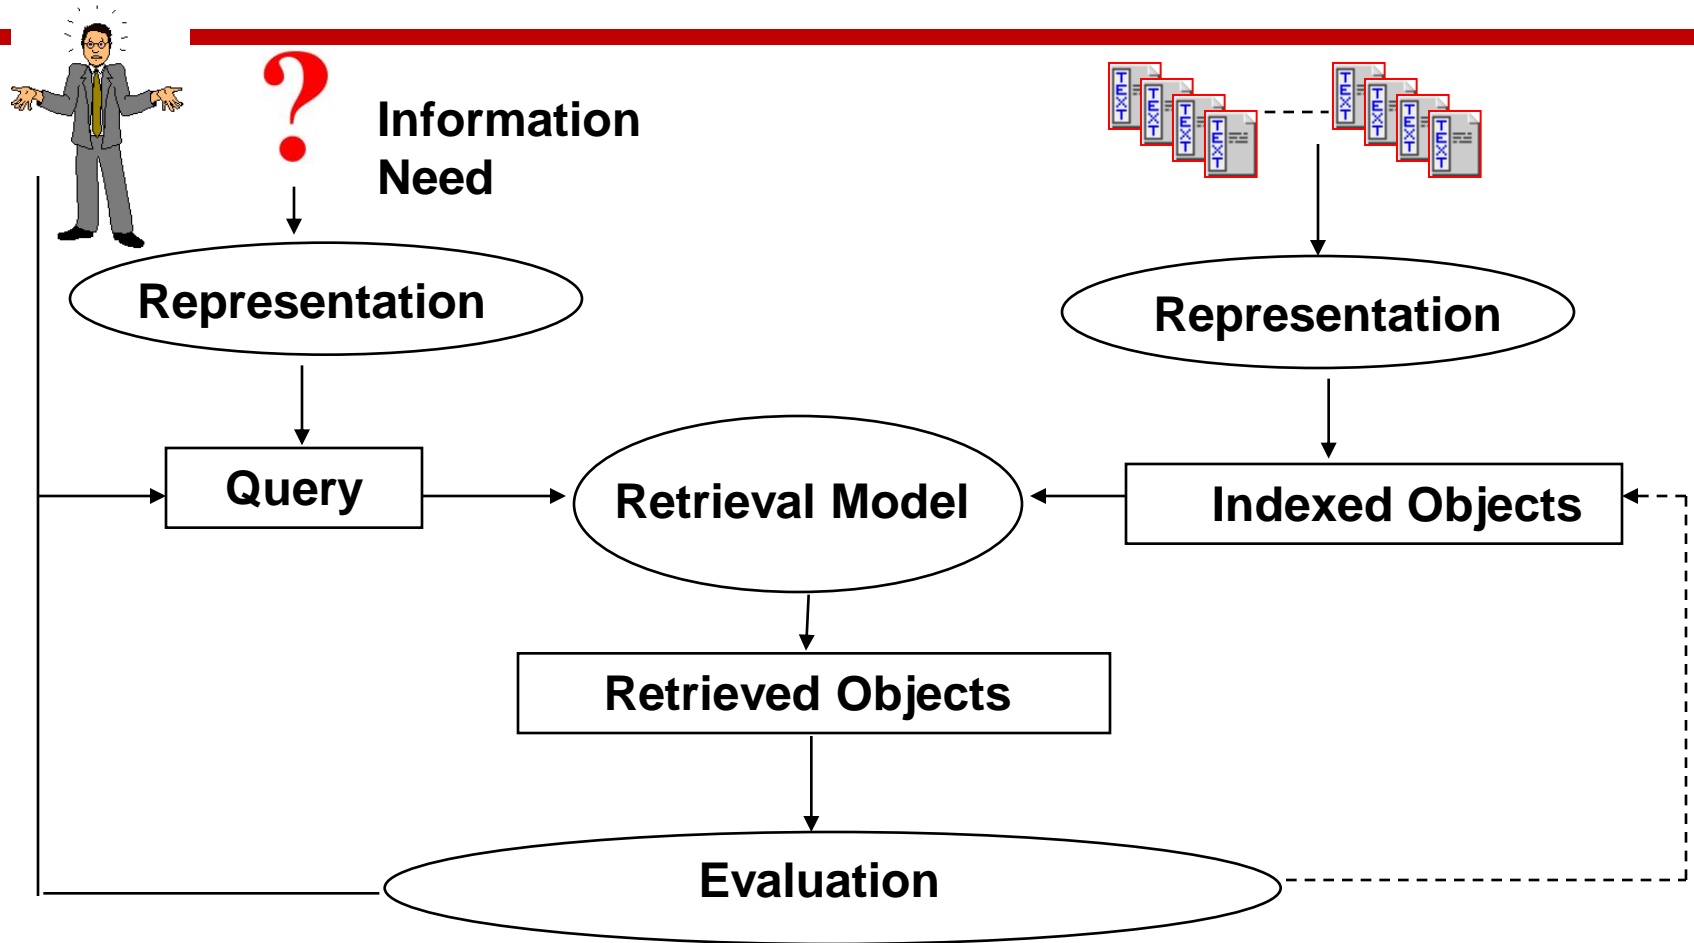 Information
Need
TEXT
TEXT
TEXT
TEXT
TEXT
TEXT
TEXT
TEXT
Representation
Representation
Query
Retrieval Model
Indexed Objects
Retrieved Objects
Evaluation